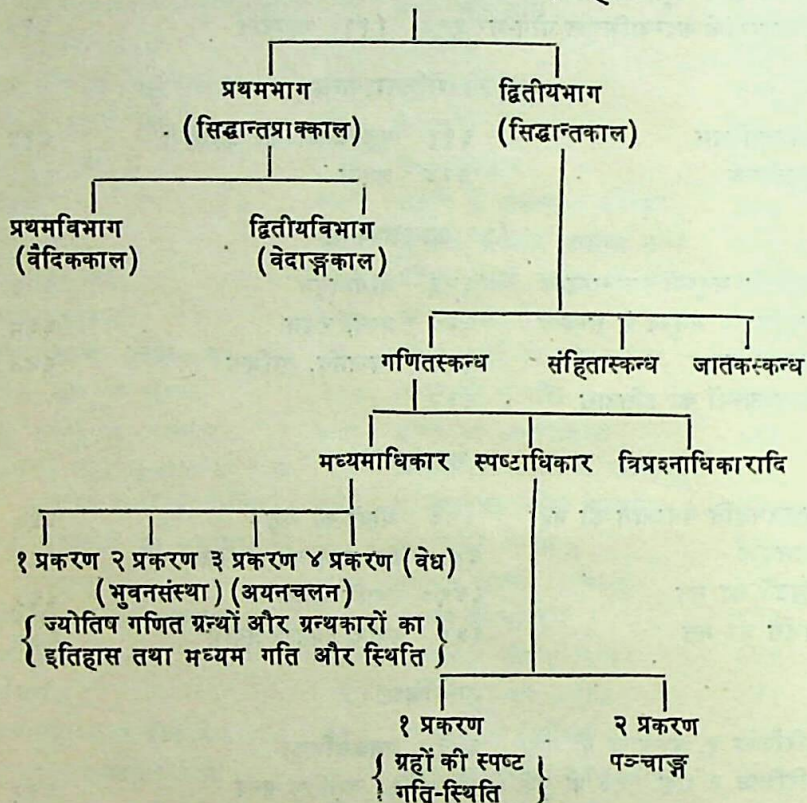 प्रथमभाग द्वितीयभाग
(सिद्धान्तप्राक्काल) (सिद्धान्तकाल)
प्रथमविभाग द्वितीयविभाग
(वैदिककाल) (वेदाङ्गकाल)
गणितस्कन्ध संहितास्कन्ध जातकस्कन्ध
मध्यमाधिकार स्पष्टाधिकार त्रिप्रश्नाधिकारादि
१ प्रकरण २ प्रकरण ३ प्रकरण ४ प्रकरण (वेध)
(भुवनसंस्था) (अयनचलन)
{ ज्योतिष गणित ग्रन्थों और ग्रन्थकारों का }
{ इतिहास तथा मध्यम गति और स्थिति }
१ प्रकरण २ प्रकरण
{ ग्रहों की स्पष्ट } पञ्चाङ्ग
{ गति-स्थिति }